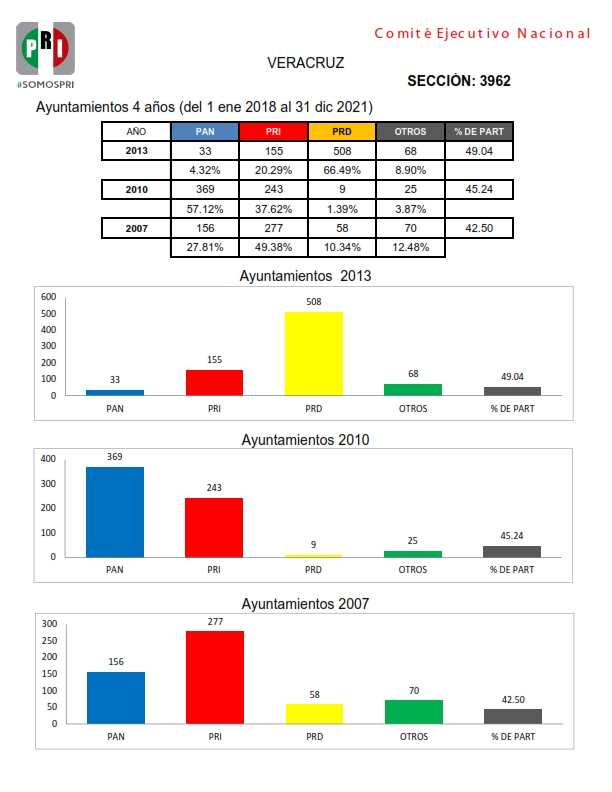 Comité Ejecutivo Nacional
PRI
#SOMOSPRI
VERACRUZ
SECCIÓN: 3962
Ayuntamientos 4 años (del 1 ene 2018 al 31 dic 2021)
AÑO PAN PRI PRD OTROS % DE PART
2013 33 155 508 68 49.04
4.32% 20.29% 66.49% 8.90%
2010 369 243 9 25 45.24
57.12% 37.62% 1.39% 3.87%
2007 156 277 58 70 42.50
27.81% 49.38% 10.34% 12.48%
Ayuntamientos 2013
600
500
400
300
200
100
0
33 155 508 68 49.04
PAN PRI PRD OTROS % DE PART
Ayuntamientos 2010
400
300
200
100
0
369 243 9 25 45.24
PAN PRI PRD OTROS % DE PART
Ayuntamientos 2007
300
250
200
150
100
50
0
156 277 58 70 42.50
PAN PRI PRD OTROS % DE PART